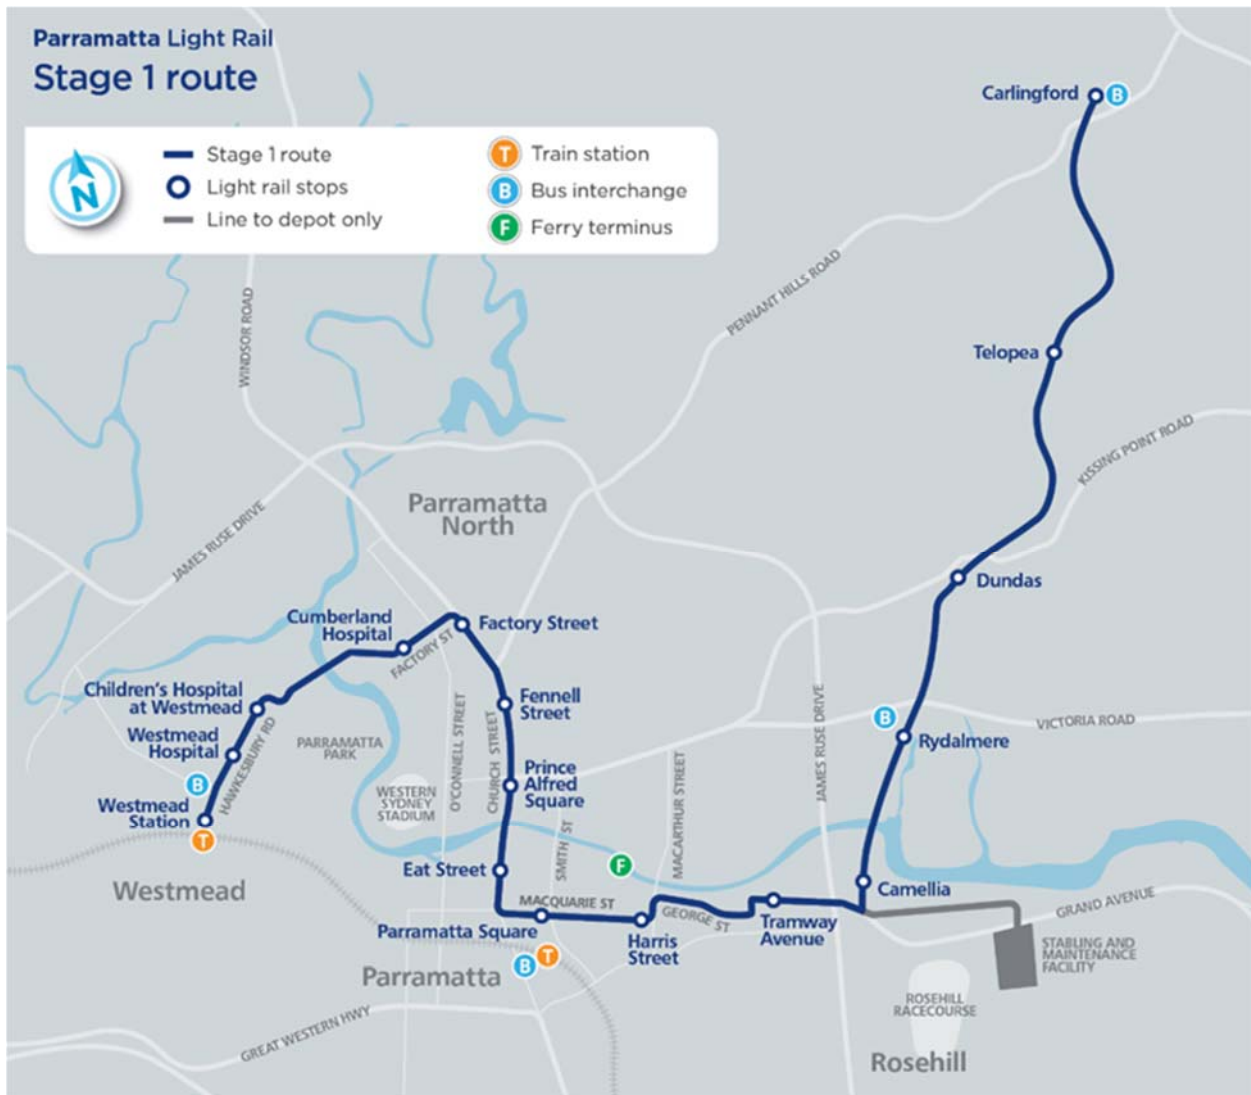 Parramatta Light Rail
Stage 1 route
N
Stage 1 route
Light rail stops
Line to depot only
T Train station
B Bus interchange
F Ferry terminus
Carlingford B
PENNANT HILLS ROAD
WINDSOR ROAD
Telopea
KISSING POINT ROAD
Parramatta
North
JAMES RUSE DRIVE
Dundas
Cumberland
Hospital
Factory Street
FACTORY ST
Children's Hospital
at Westmead
Fennell
Street
Westmead
Hospital
HAWKESBURY RD
PARRAMATTA
PARK
O'CONNELL STREET
CHURCH STREET
JAMES RUSE DRIVE
B
VICTORIA ROAD
Rydalmere
B
Prince
Alfred
Square
MACARTHUR STREET
WESTERN
SYDNEY
STADIUM
Westmead
Station
T
SMITH ST
F
Eat Street
Westmead
Camellia
MACQUARIE ST
GEORGE ST
GRAND AVENUE
Parramatta Square
Harris
Street
Tramway
Avenue
STABLING AND
MAINTENANCE
FACILITY
B T
Parramatta
ROSEHILL
RACECOURSE
GREAT WESTERN HWY
Rosehill